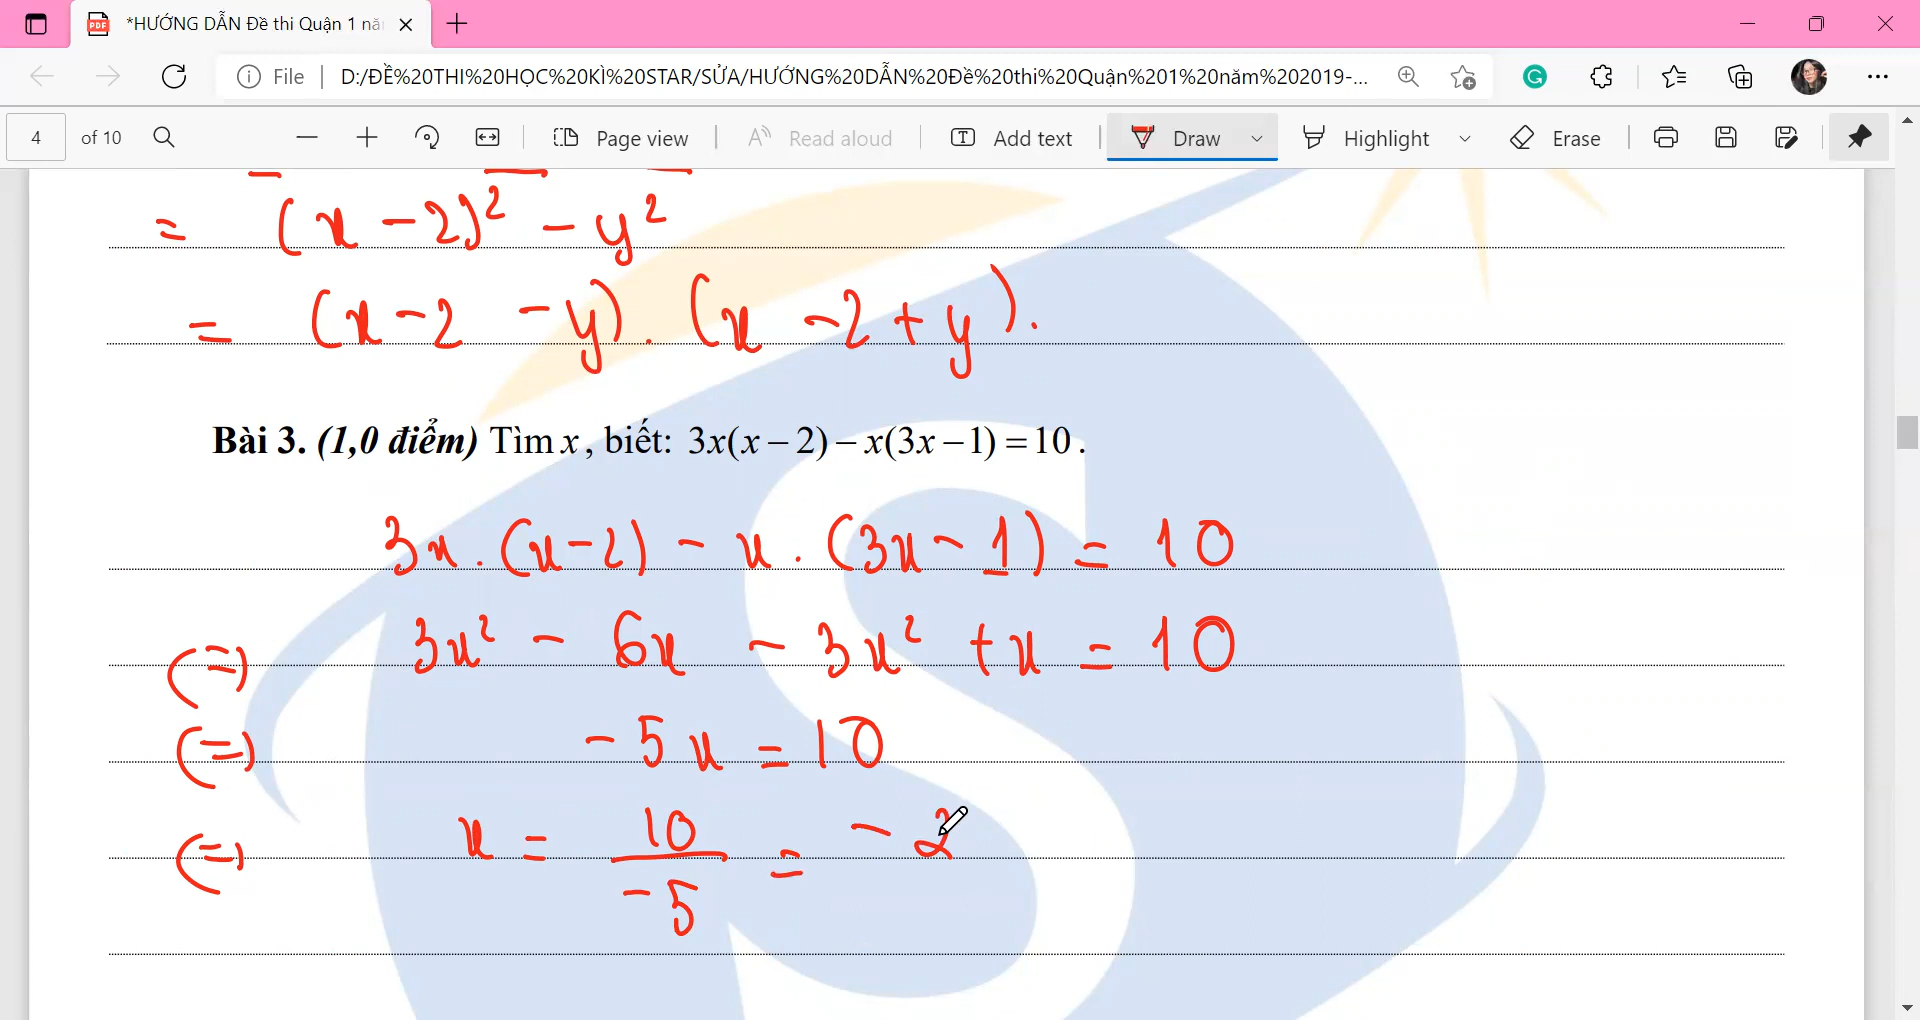 *HƯỚNG DẪN Đề thi Quận 1 nă
File
D:/ĐỀ%20THI%20HỌC%20KÌ%20STAR/SỬA/HƯỚNG%20DẪN%20Đề%20thi%20Quận%201%20năm%202019-...
4 of 10 Page view Read aloud Add text Draw Highlight Erase
= (x - 2)² - y²
= (x - 2 - y) . (x - 2 + y).
Bài 3. (1,0 điểm) Tìm x, biết: 3x(x − 2) − x(3x − 1) = 10.
3x . (x - 2) - x . (3x - 1) = 10
(=) 3x² - 6x - 3x² + x = 10
(=) - 5x = 10
(=) x = 10/-5 = - 2